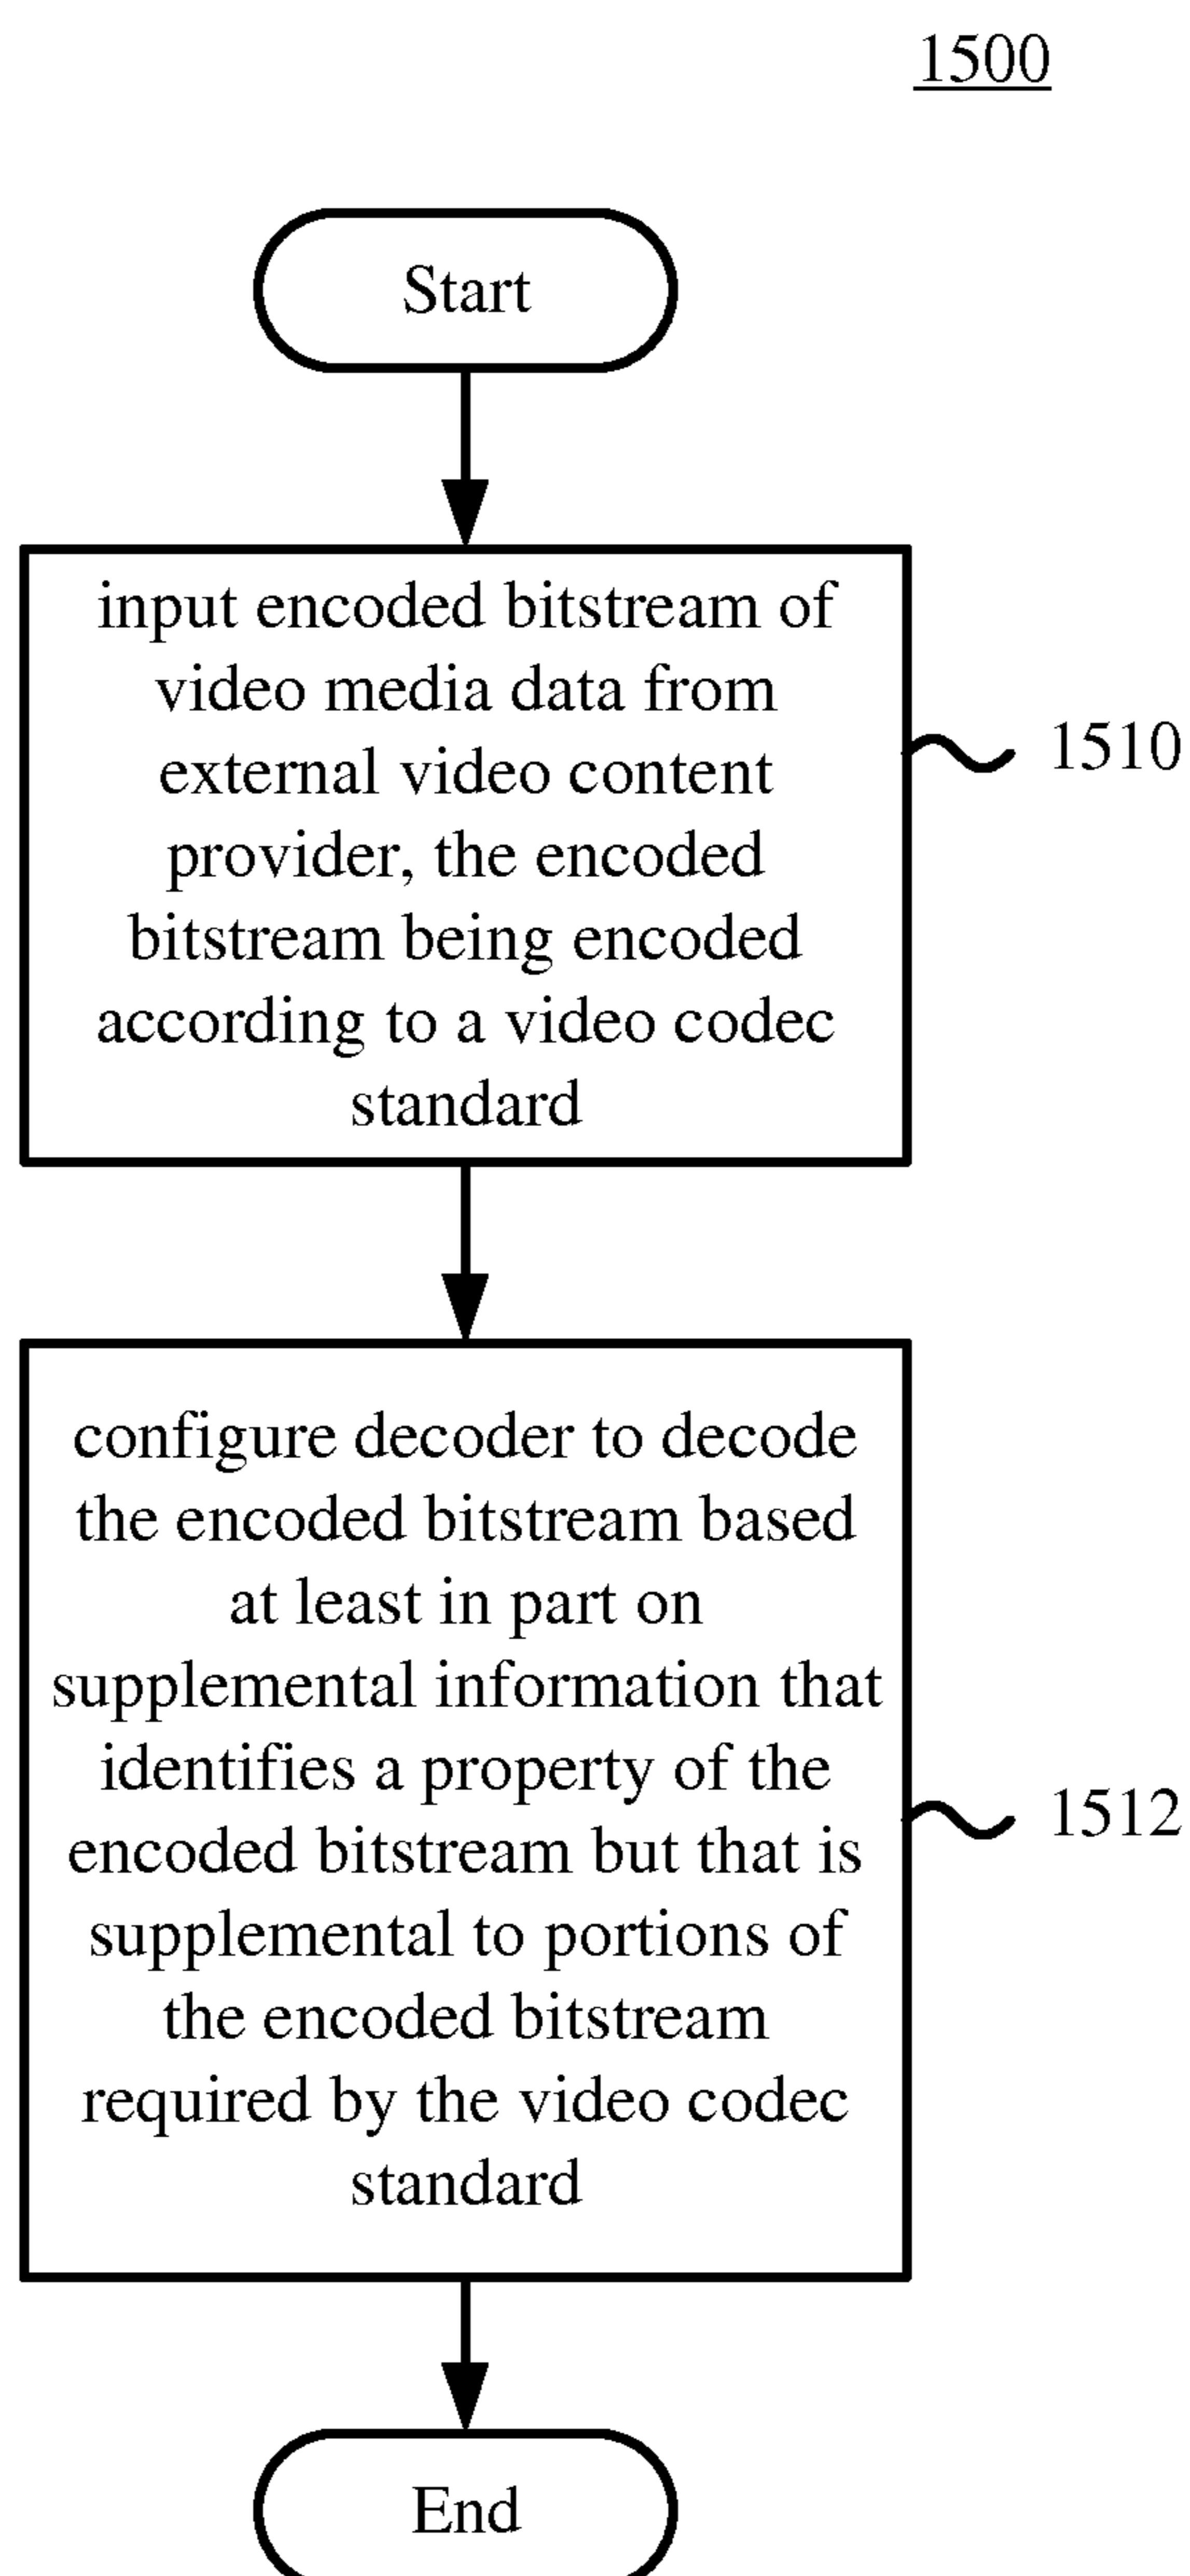 1500
Start
input encoded bitstream of
video media data from
external video content
provider, the encoded
bitstream being encoded
according to a video codec
standard
1510
configure decoder to decode
the encoded bitstream based
at least in part on
supplemental information that
identifies a property of the
encoded bitstream but that is
supplemental to portions of
the encoded bitstream
required by the video codec
standard
1512
End